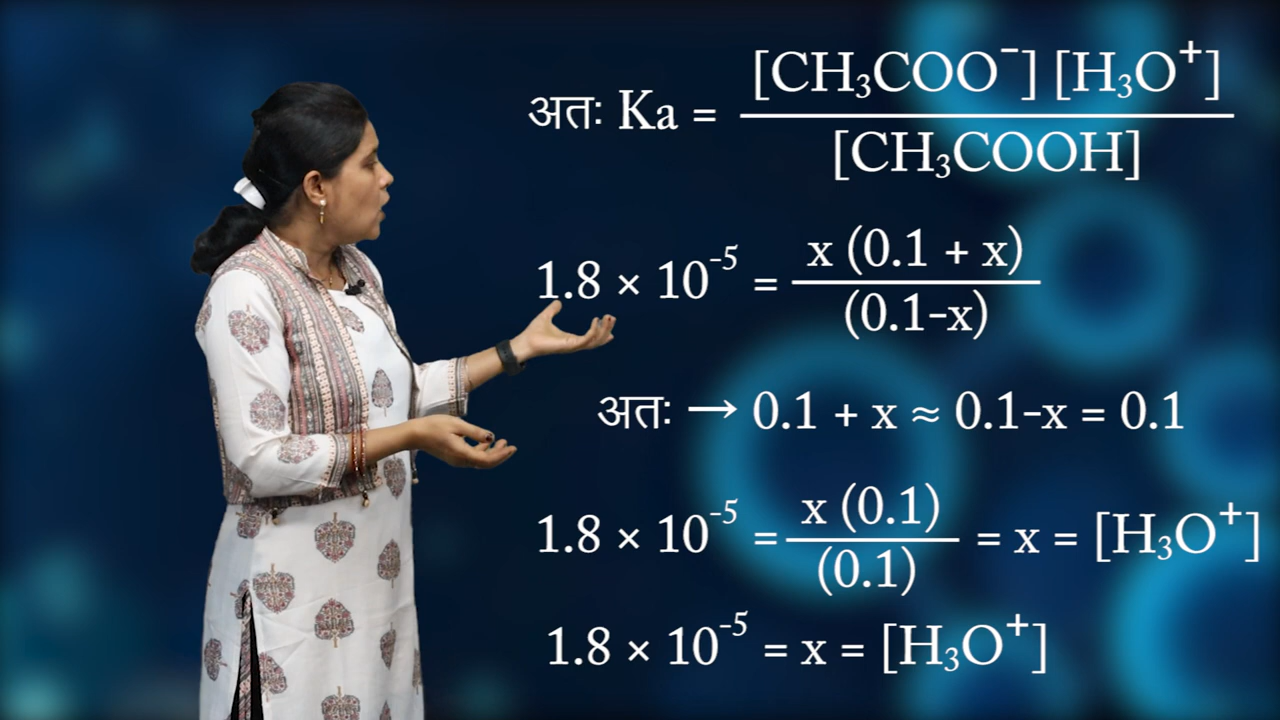 अतः Ka = [CH₃COO⁻] [H₃O⁺] / [CH₃COOH]
1.8 × 10⁻⁵ = x (0.1 + x) / (0.1-x)
अतः → 0.1 + x ≈ 0.1-x = 0.1
1.8 × 10⁻⁵ = x (0.1) / (0.1) = x = [H₃O⁺]
1.8 × 10⁻⁵ = x = [H₃O⁺]